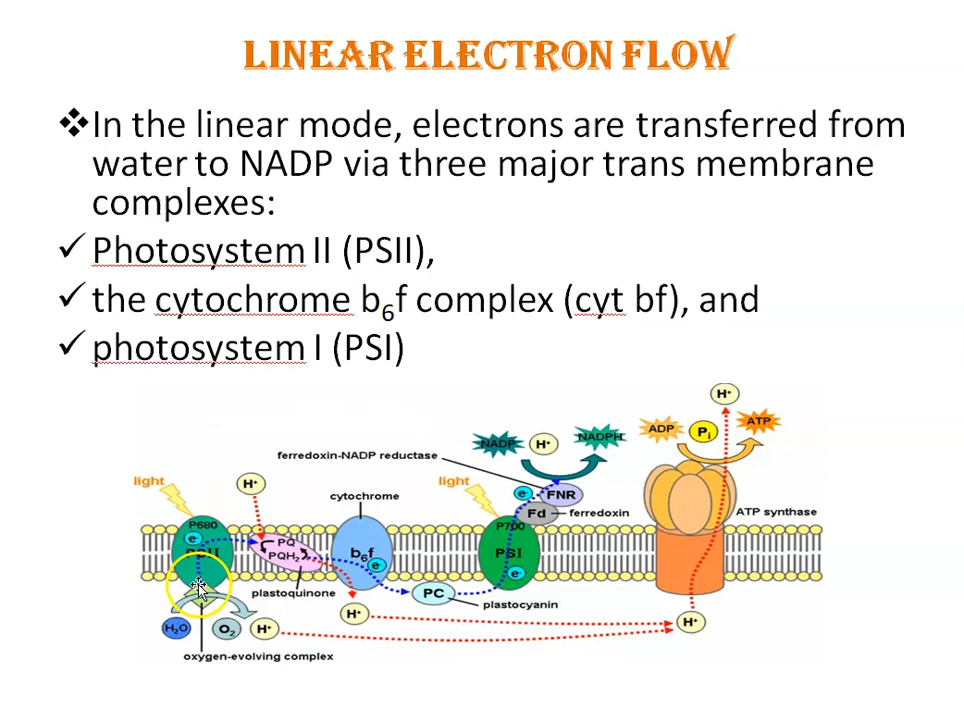 LINEAR ELECTRON FLOW
❖In the linear mode, electrons are transferred from
water to NADP via three major trans membrane
complexes:
✓ Photosystem II (PSII),
✓ the cytochrome b₆f complex (cyt bf), and
✓ photosystem I (PSI)
H⁺
NADP H⁺ NADPH
ADP Pᵢ ATP
ferredoxin-NADP reductase
light H⁺ light
cytochrome
e⁻ FNR
Fd ferredoxin
ATP synthase
P680 P700
e⁻ PQ
PSII PQH₂ b₆f PSI
e⁻ e⁻
plastoquinone PC plastocyanin
H⁺ H⁺
H₂O O₂ H⁺
oxygen-evolving complex